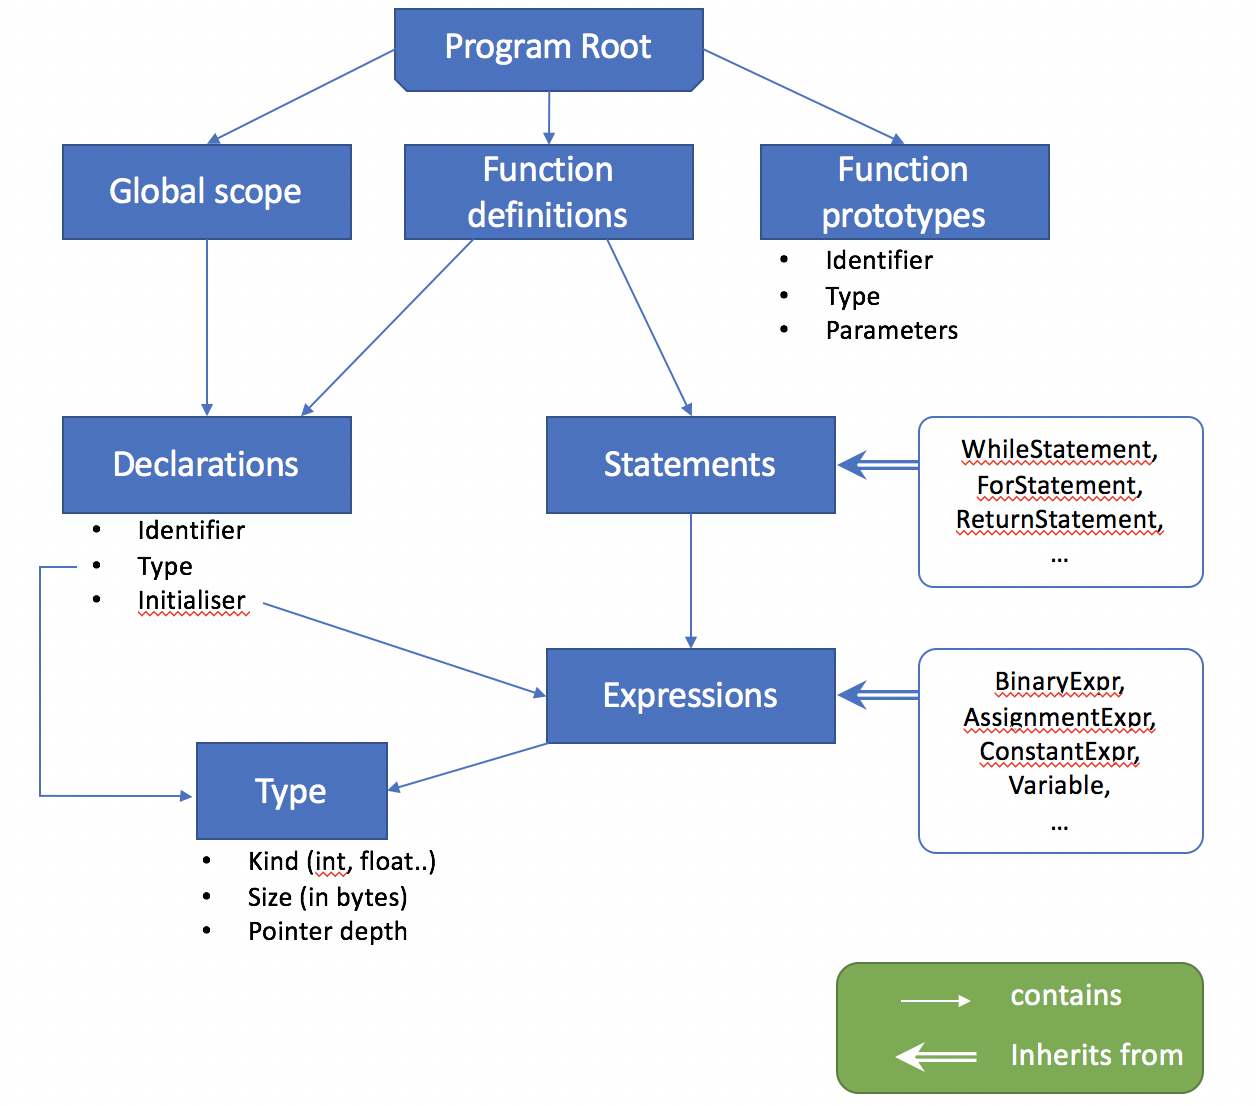 Program Root
Global scope
Function
definitions
Function
prototypes
• Identifier
• Type
• Parameters
Declarations
• Identifier
• Type
• Initialiser
Statements
WhileStatement,
ForStatement,
ReturnStatement,
...
Expressions
BinaryExpr,
AssignmentExpr,
ConstantExpr,
Variable,
...
Type
• Kind (int, float..)
• Size (in bytes)
• Pointer depth
contains
Inherits from